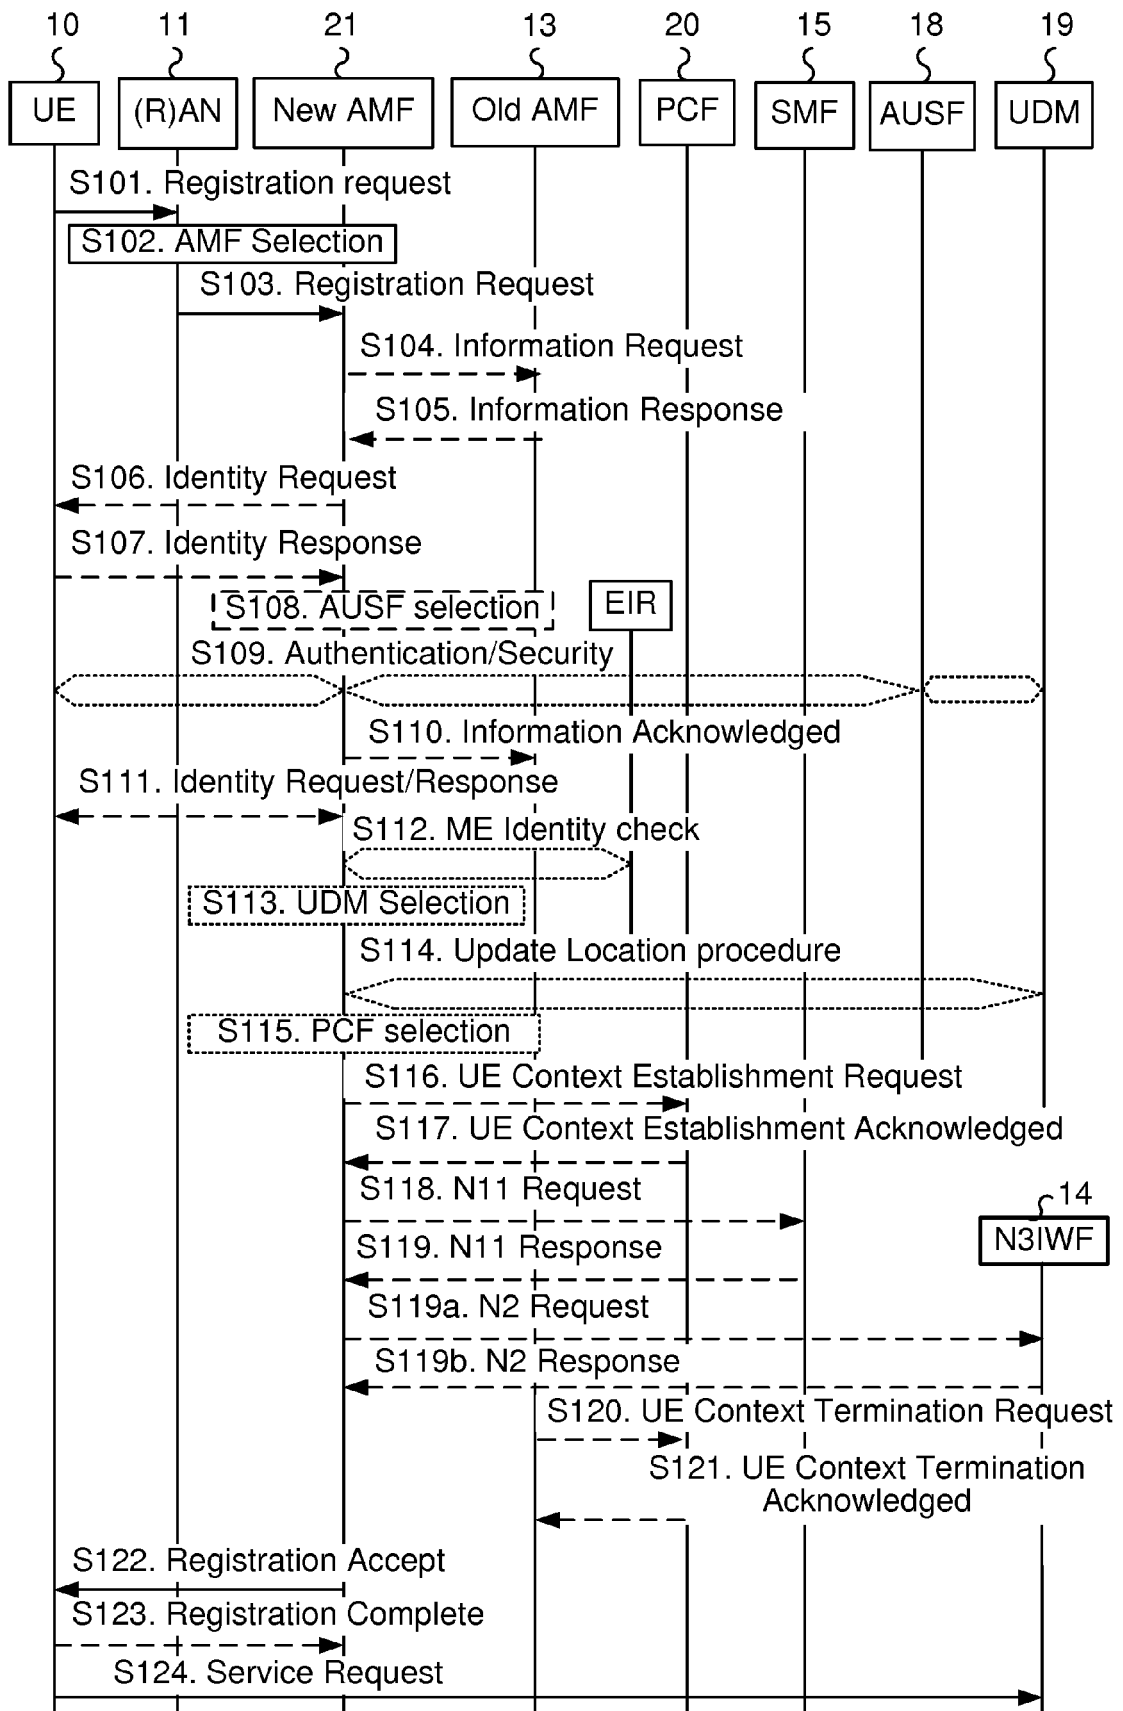 10 11 21 13 20 15 18 19
UE (R)AN New AMF Old AMF PCF SMF AUSF UDM
S101. Registration request
S102. AMF Selection
S103. Registration Request
S104. Information Request
S105. Information Response
S106. Identity Request
S107. Identity Response
S108. AUSF selection
EIR
S109. Authentication/Security
S110. Information Acknowledged
S111. Identity Request/Response
S112. ME Identity check
S113. UDM Selection
S114. Update Location procedure
S115. PCF selection
S116. UE Context Establishment Request
S117. UE Context Establishment Acknowledged
S118. N11 Request
14
N3IWF
S119. N11 Response
S119a. N2 Request
S119b. N2 Response
S120. UE Context Termination Request
S121. UE Context Termination
Acknowledged
S122. Registration Accept
S123. Registration Complete
S124. Service Request